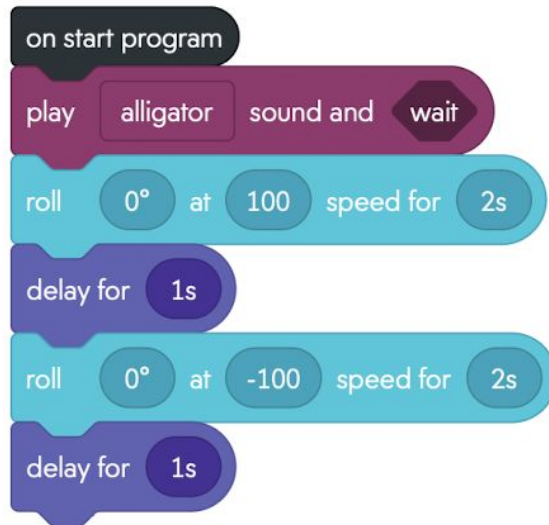 on start program
play alligator sound and wait
roll 0° at 100 speed for 2s
delay for 1s
roll 0° at -100 speed for 2s
delay for 1s